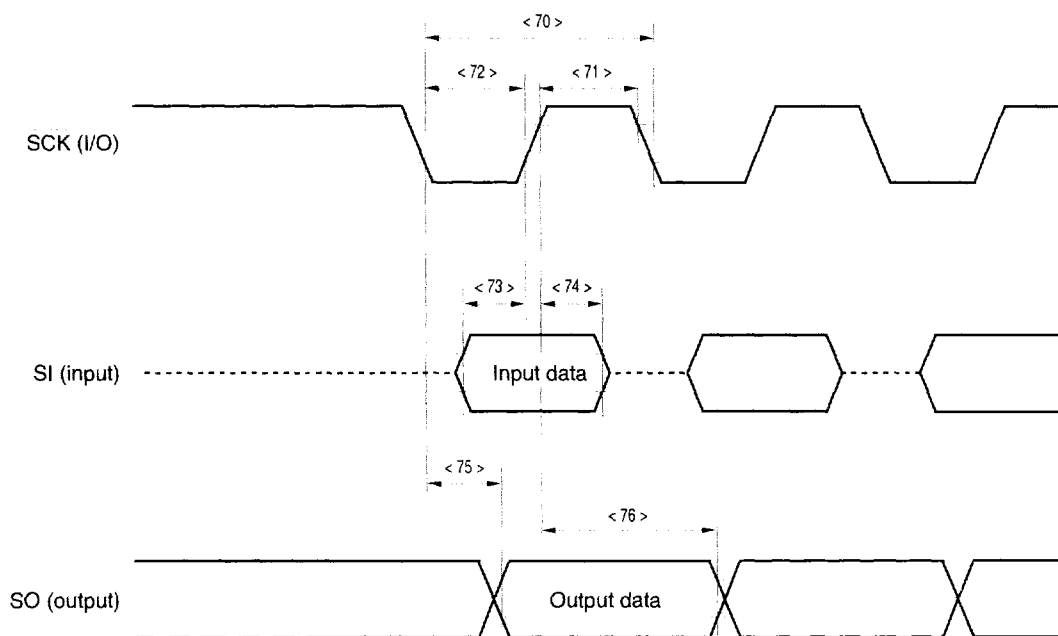 < 70 >
< 72 >
< 71 >
SCK (I/O)
< 73 >
< 74 >
SI (input)
Input data
< 75 >
< 76 >
SO (output)
Output data